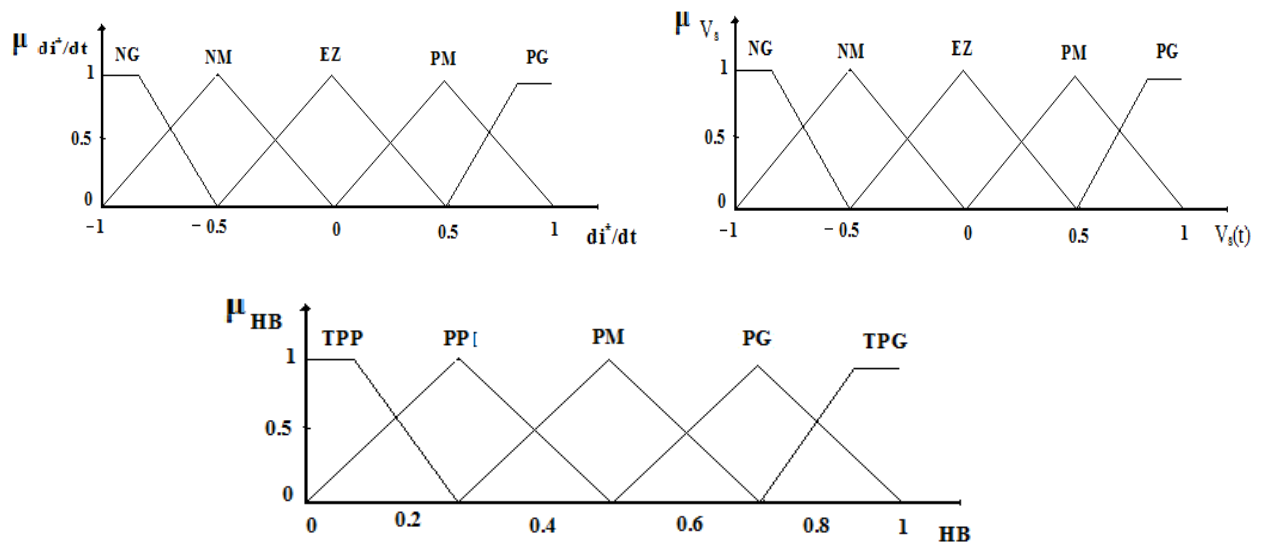 μ di*/dt
NG NM EZ PM PG
1
0.5
0
−1 −0.5 0 0.5 1 di*/dt
μ Vs
NG NM EZ PM PG
1
0.5
0
−1 −0.5 0 0.5 1 Vs(t)
μ HB
TPP PP[ PM PG TPG
1
0.5
0
0 0.2 0.4 0.6 0.8 1 HB